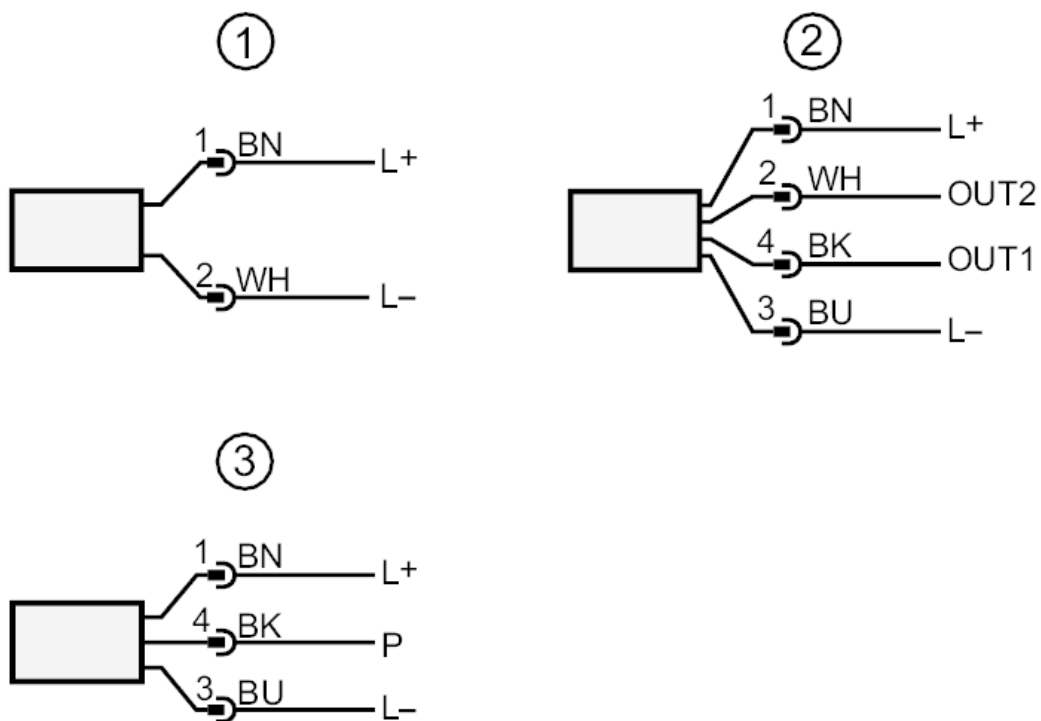 1
1 BN L+
2 WH L–
2
1 BN L+
2 WH OUT2
4 BK OUT1
3 BU L–
3
1 BN L+
4 BK P
3 BU L–